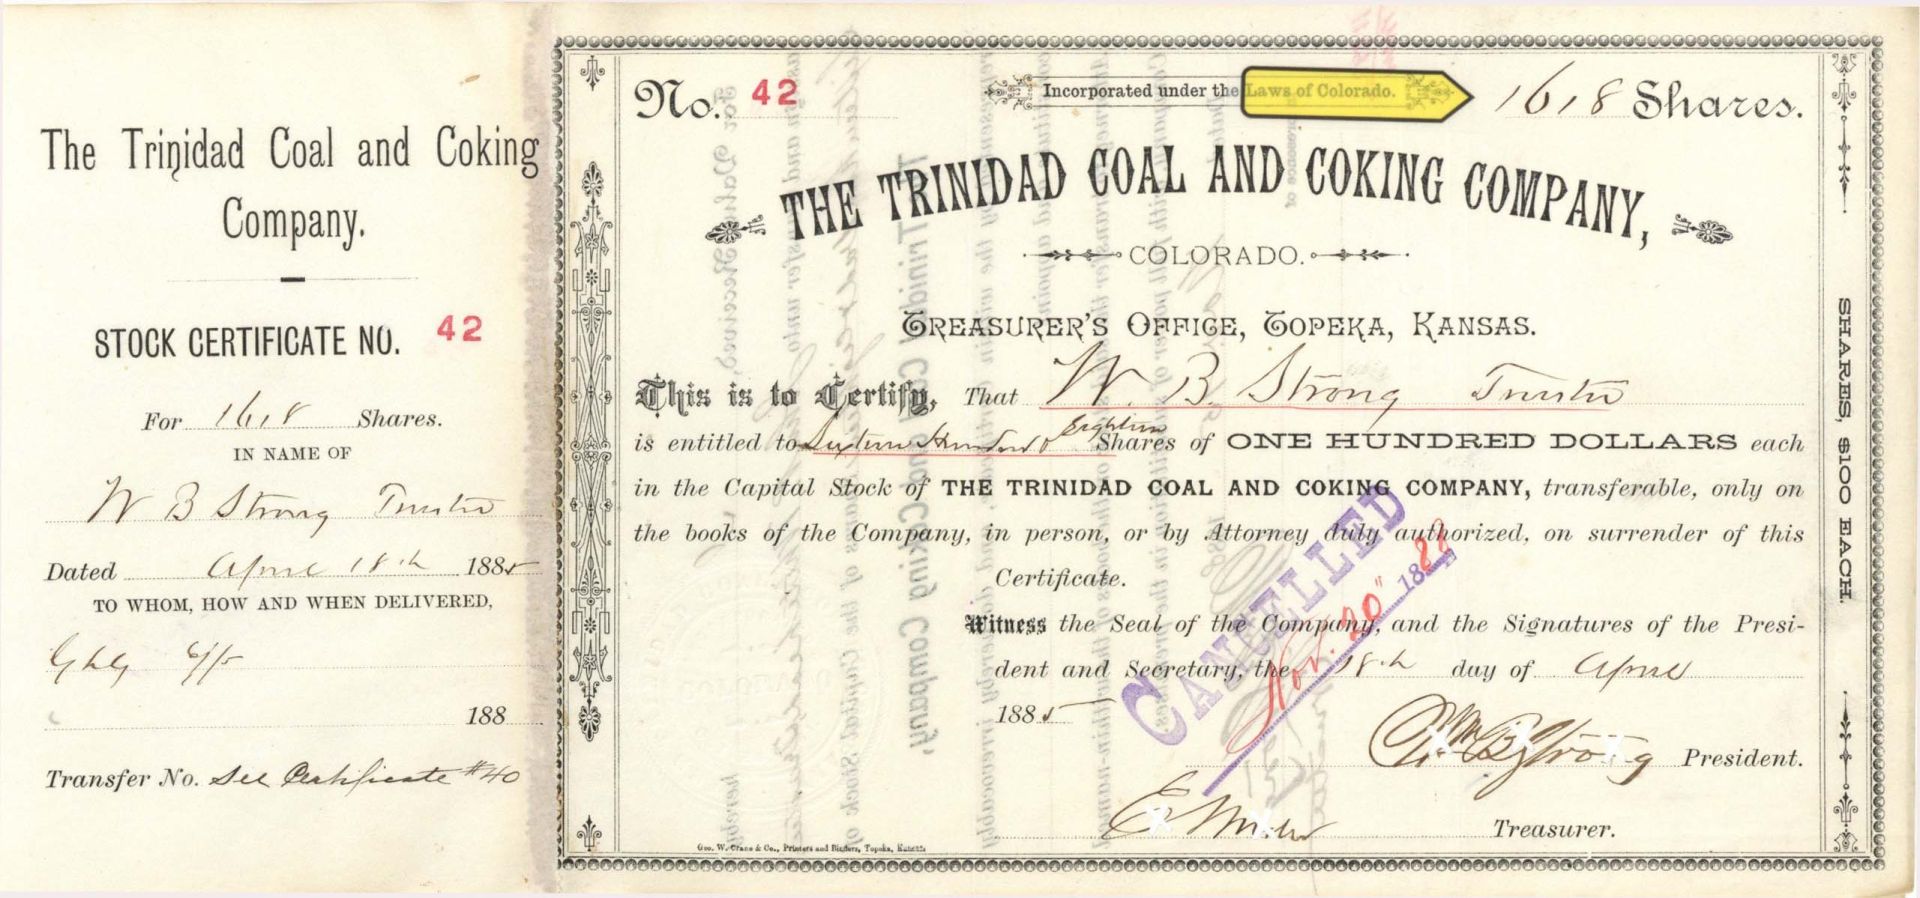 The Trinidad Coal and Coking
Company.
STOCK CERTIFICATE NO. 42
For 1618 Shares.
IN NAME OF
W B Strong Trustee
Dated April 18th 1885
TO WHOM, HOW AND WHEN DELIVERED,
188
Transfer No. See Certificate #40
No. 42
Incorporated under the Laws of Colorado.
1618 Shares.
THE TRINIDAD COAL AND COKING COMPANY,
COLORADO.
TREASURER'S OFFICE, TOPEKA, KANSAS.
This is to Certify, That W. B. Strong Trustee
is entitled to Sixteen Hundred & Eighteen Shares of ONE HUNDRED DOLLARS each
in the Capital Stock of THE TRINIDAD COAL AND COKING COMPANY, transferable, only on
the books of the Company, in person, or by Attorney duly authorized, on surrender of this
Certificate.
Witness the Seal of the Company, and the Signatures of the Presi-
dent and Secretary, the 18th day of April
1885
CANCELLED
Nov. 20" 1888
Wm B Strong President.
E Wilder Treasurer.
Geo. W. Crane & Co., Printers and Binders, Topeka, Kansas
SHARES, $100 EACH.